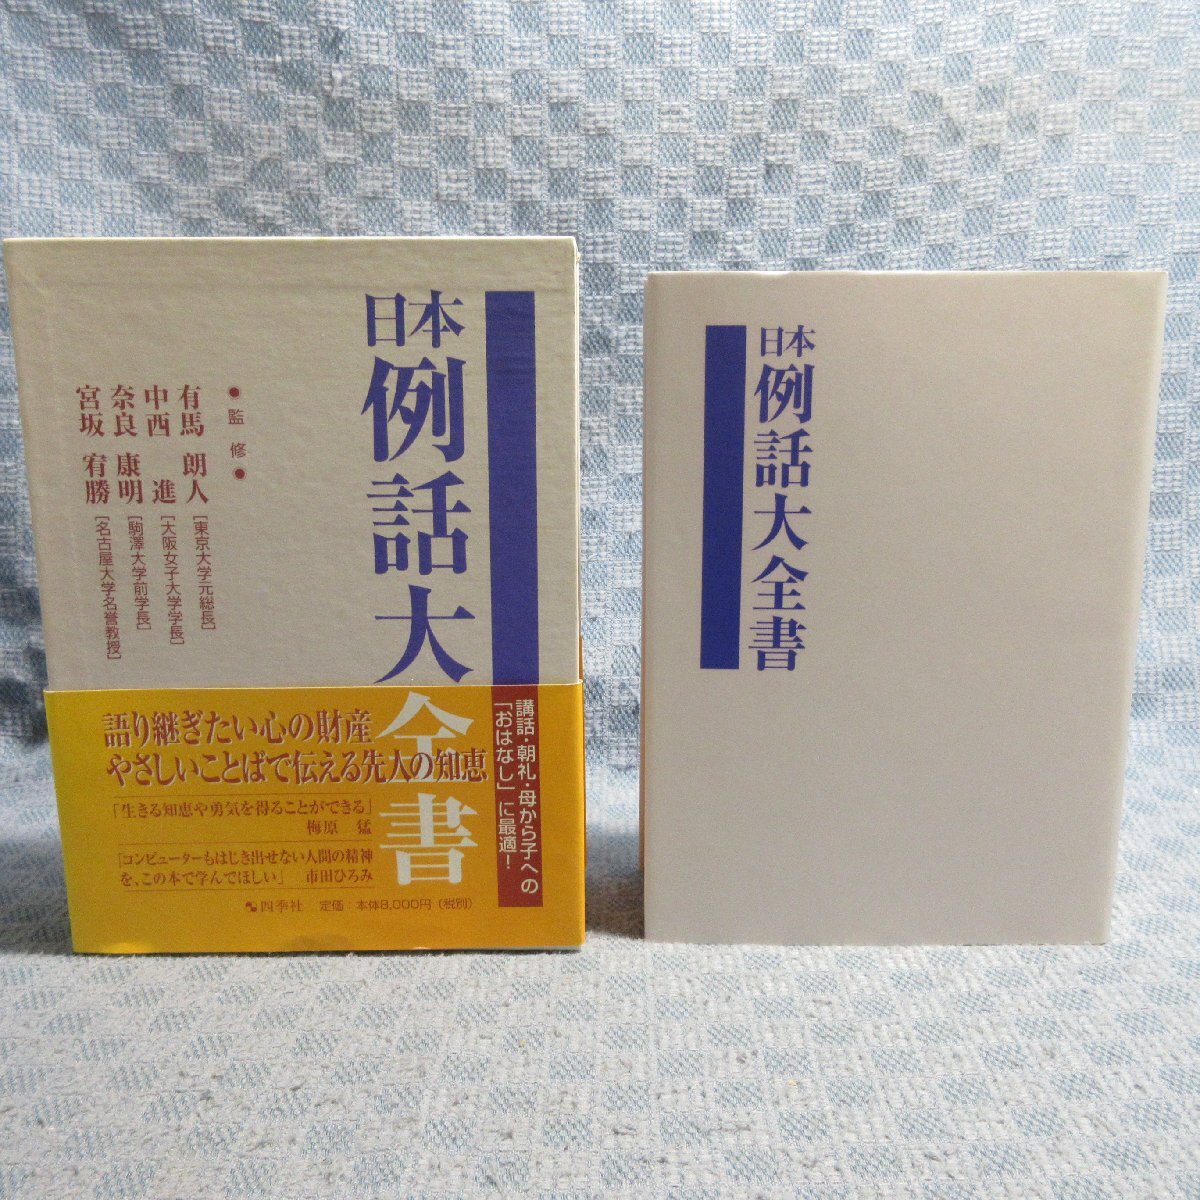 日本
例話大全書
●監修●
有馬 朗人[東京大学元総長]
中西 進[大阪女子大学学長]
奈良 康明[駒澤大学前学長]
宮坂 宥勝[名古屋大学名誉教授]
講話・朝礼・母から子への
「おはなし」に最適！
語り継ぎたい心の財産
やさしいことばで伝える先人の知恵
「生きる知恵や勇気を得ることができる」
梅原 猛
「コンピューターもはじき出せない人間の精神
を、この本で学んでほしい」 市田ひろみ
四季社 定価：本体8,000円（税別）
日本
例話大全書